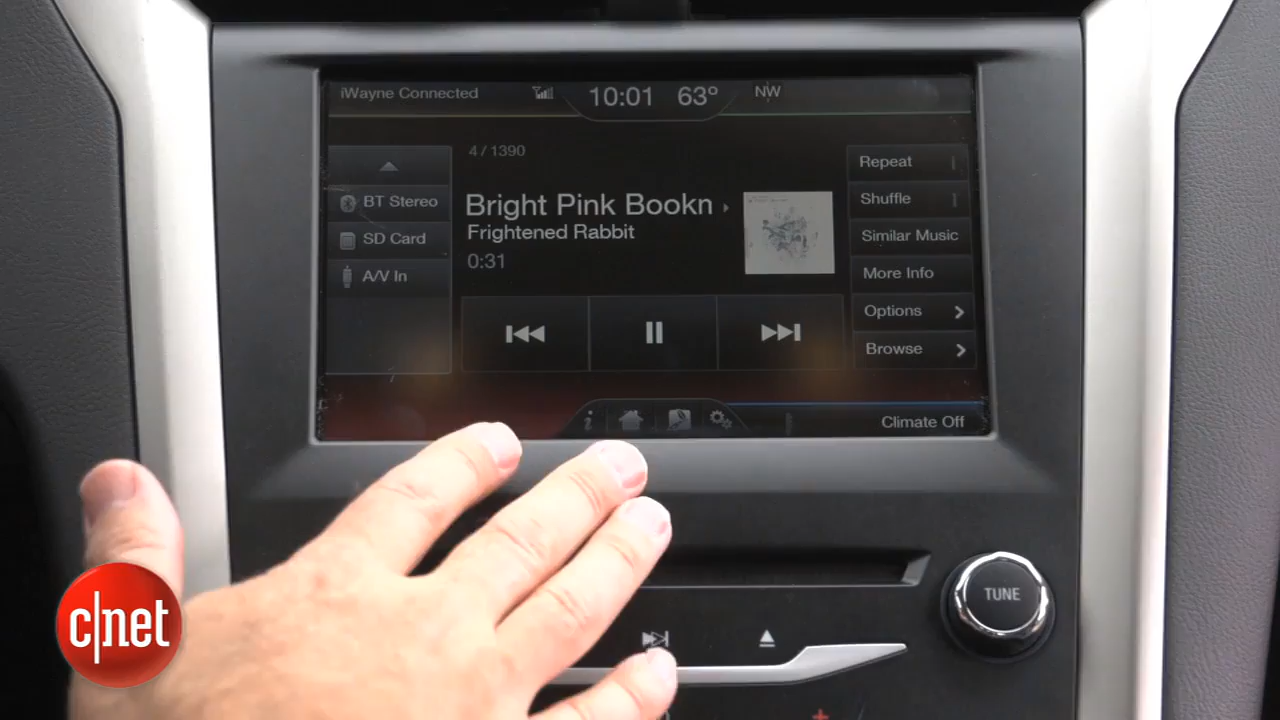 iWayne Connected
10:01 63º NW
4 / 1390
BT Stereo
SD Card
A/V In
Bright Pink Bookn
Frightened Rabbit
0:31
Repeat
Shuffle
Similar Music
More Info
Options
Browse
i
Climate Off
TUNE
c|net